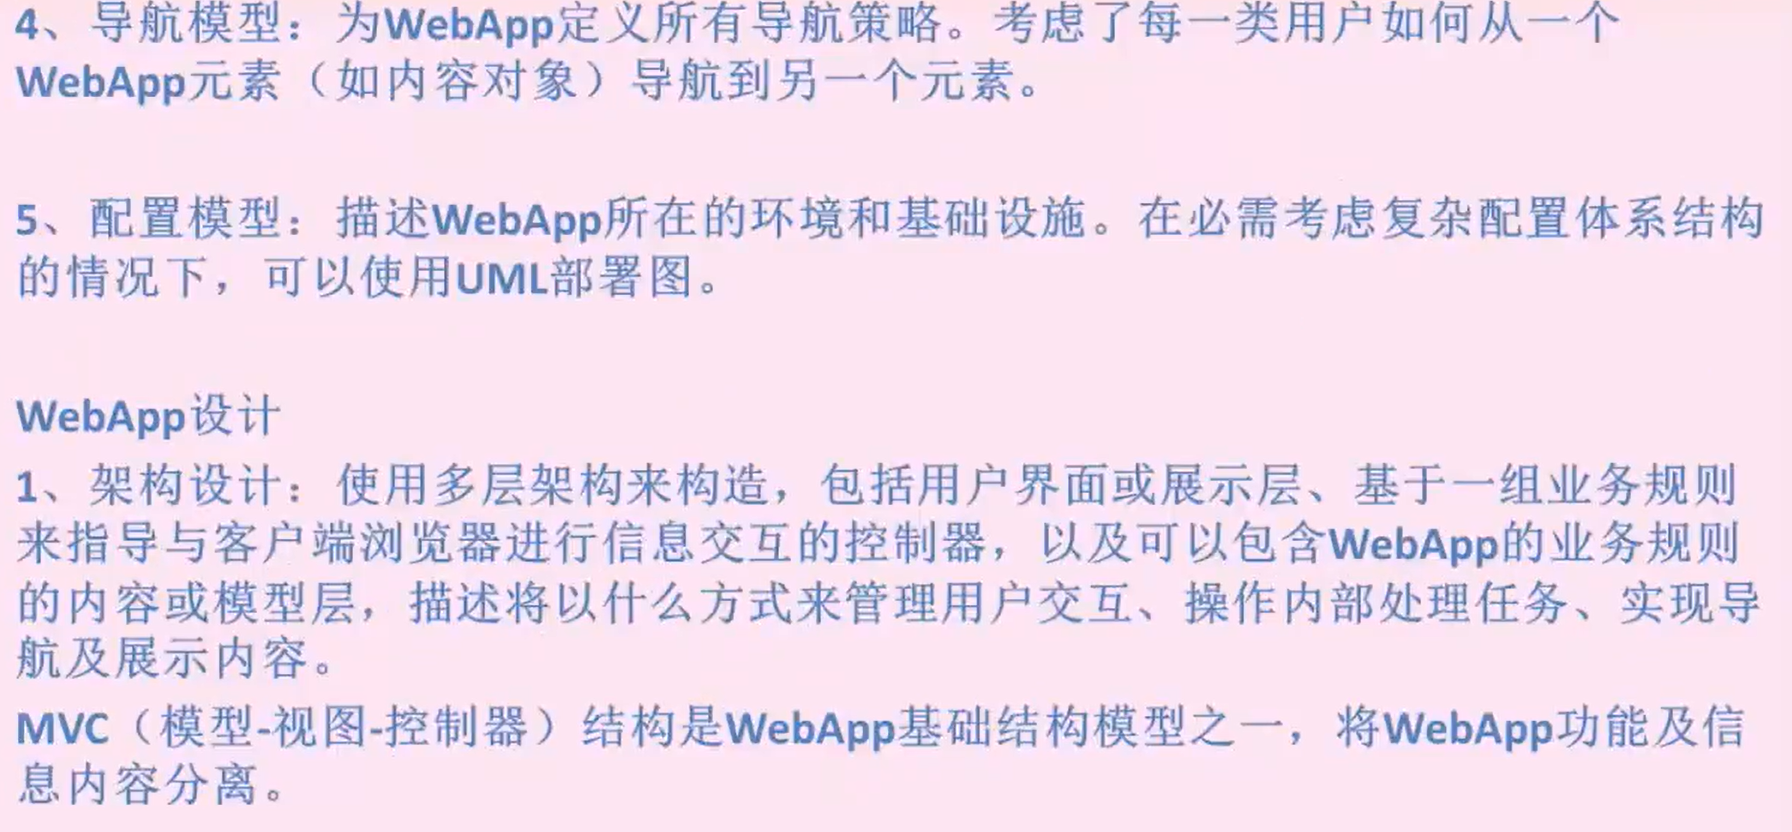 4、导航模型：为WebApp定义所有导航策略。考虑了每一类用户如何从一个
WebApp元素（如内容对象）导航到另一个元素。
5、配置模型：描述WebApp所在的环境和基础设施。在必需考虑复杂配置体系结构
的情况下，可以使用UML部署图。
WebApp设计
1、架构设计：使用多层架构来构造，包括用户界面或展示层、基于一组业务规则
来指导与客户端浏览器进行信息交互的控制器，以及可以包含WebApp的业务规则
的内容或模型层，描述将以什么方式来管理用户交互、操作内部处理任务、实现导
航及展示内容。
MVC（模型-视图-控制器）结构是WebApp基础结构模型之一，将WebApp功能及信
息内容分离。